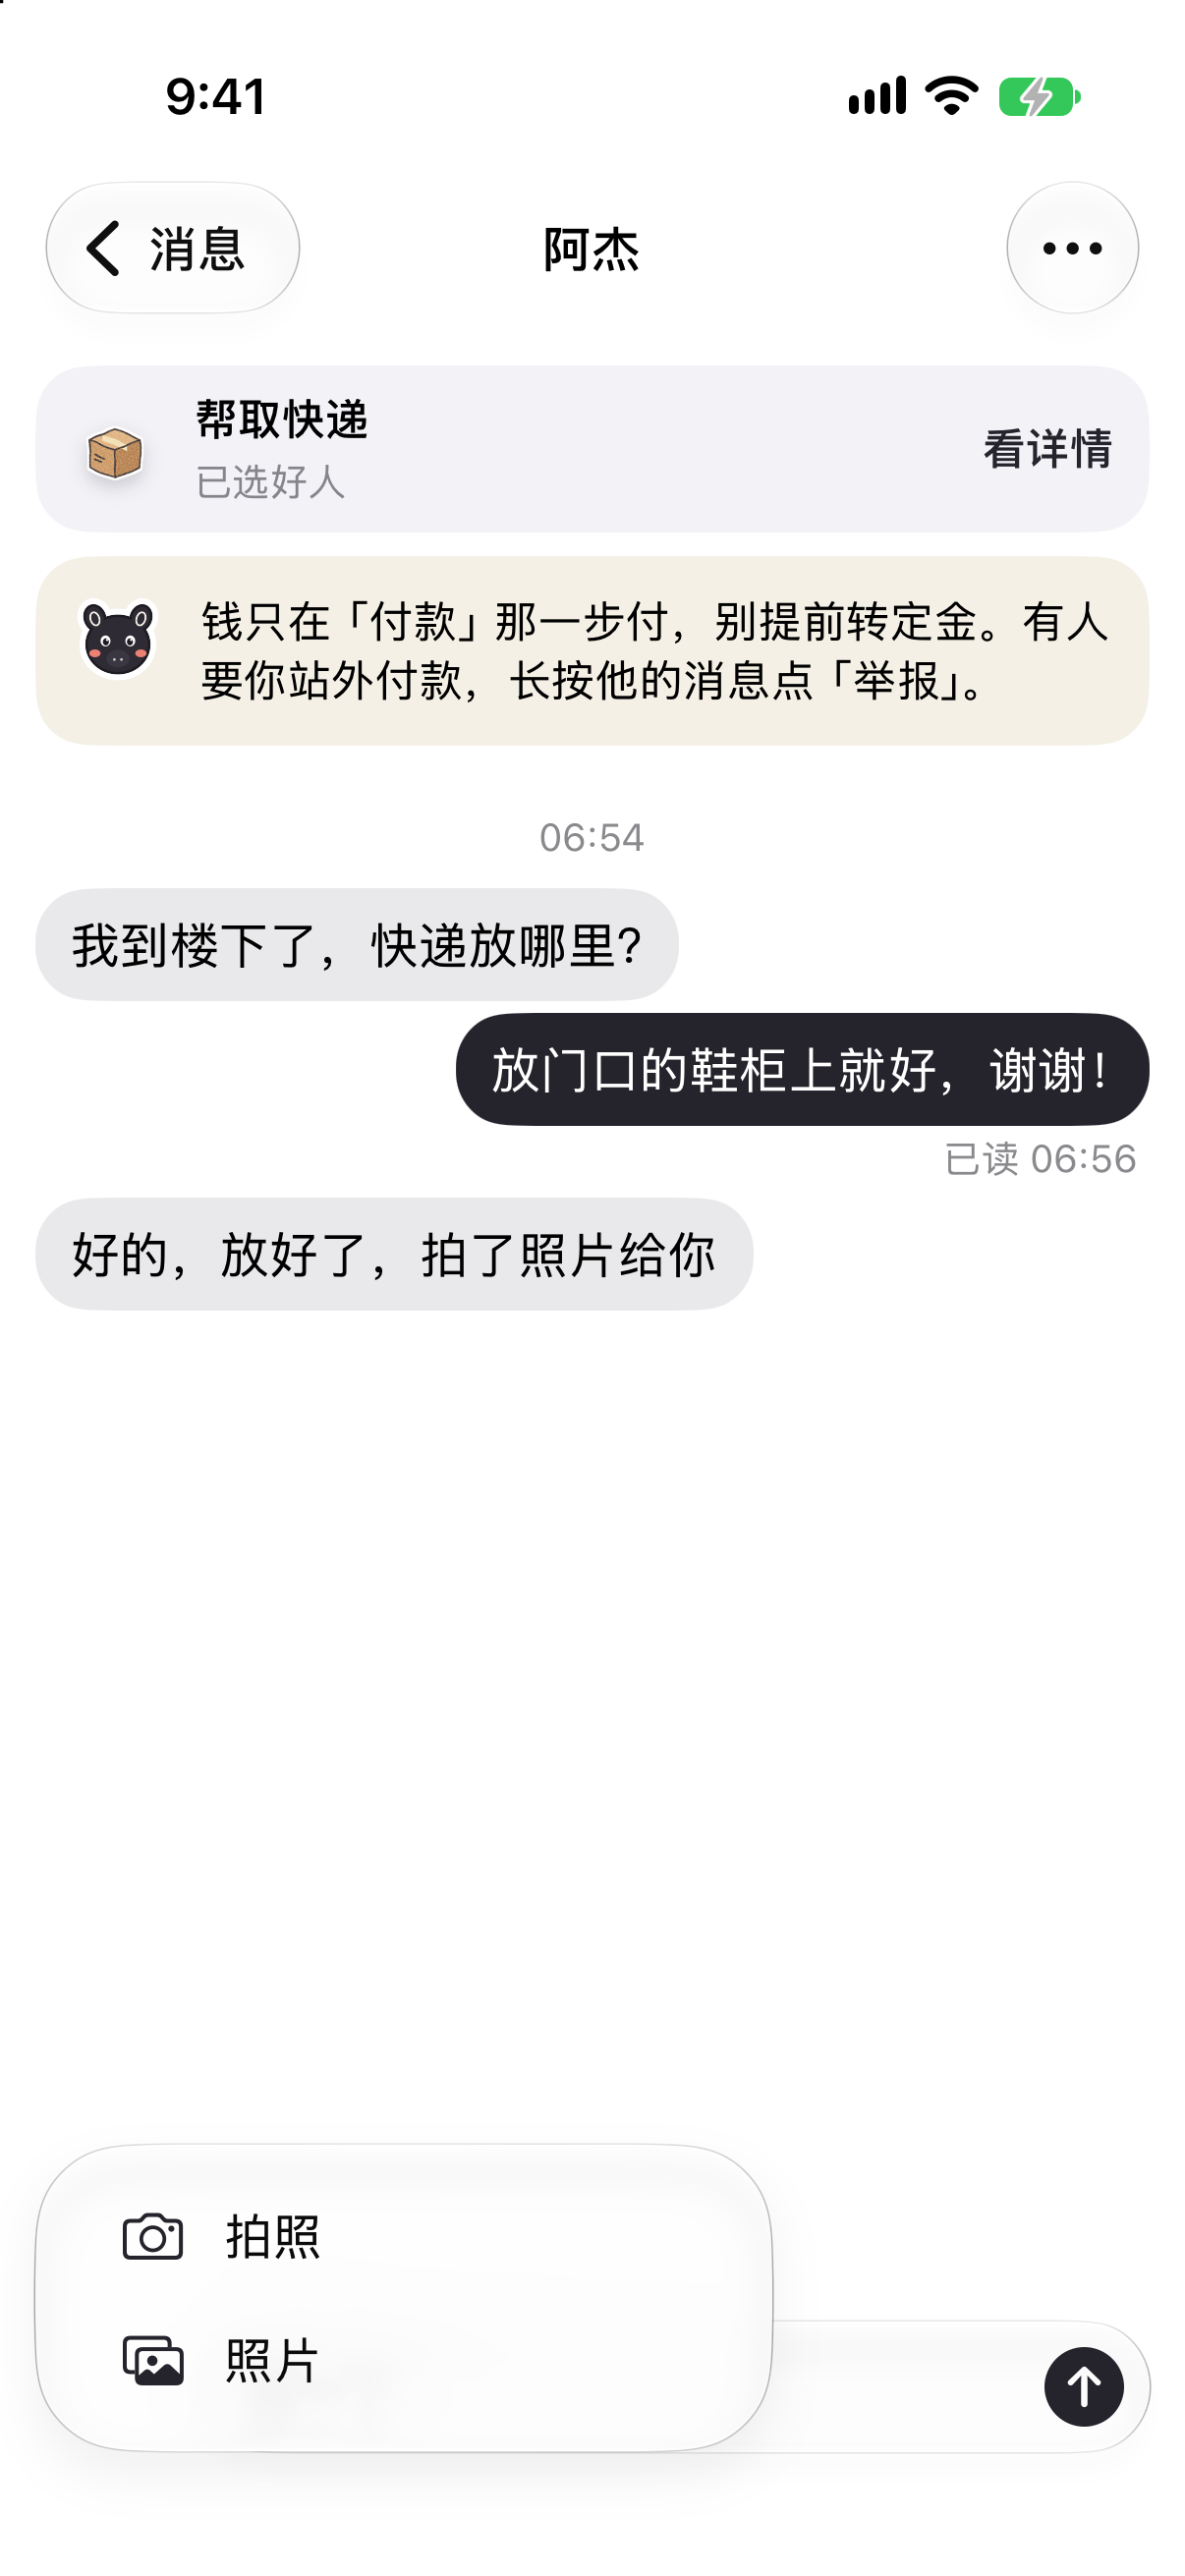 9:41
消息
阿杰
帮取快递
已选好人
看详情
钱只在「付款」那一步付，别提前转定金。有人
要你站外付款，长按他的消息点「举报」。
06:54
我到楼下了，快递放哪里?
放门口的鞋柜上就好，谢谢！
已读 06:56
好的，放好了，拍了照片给你
拍照
照片